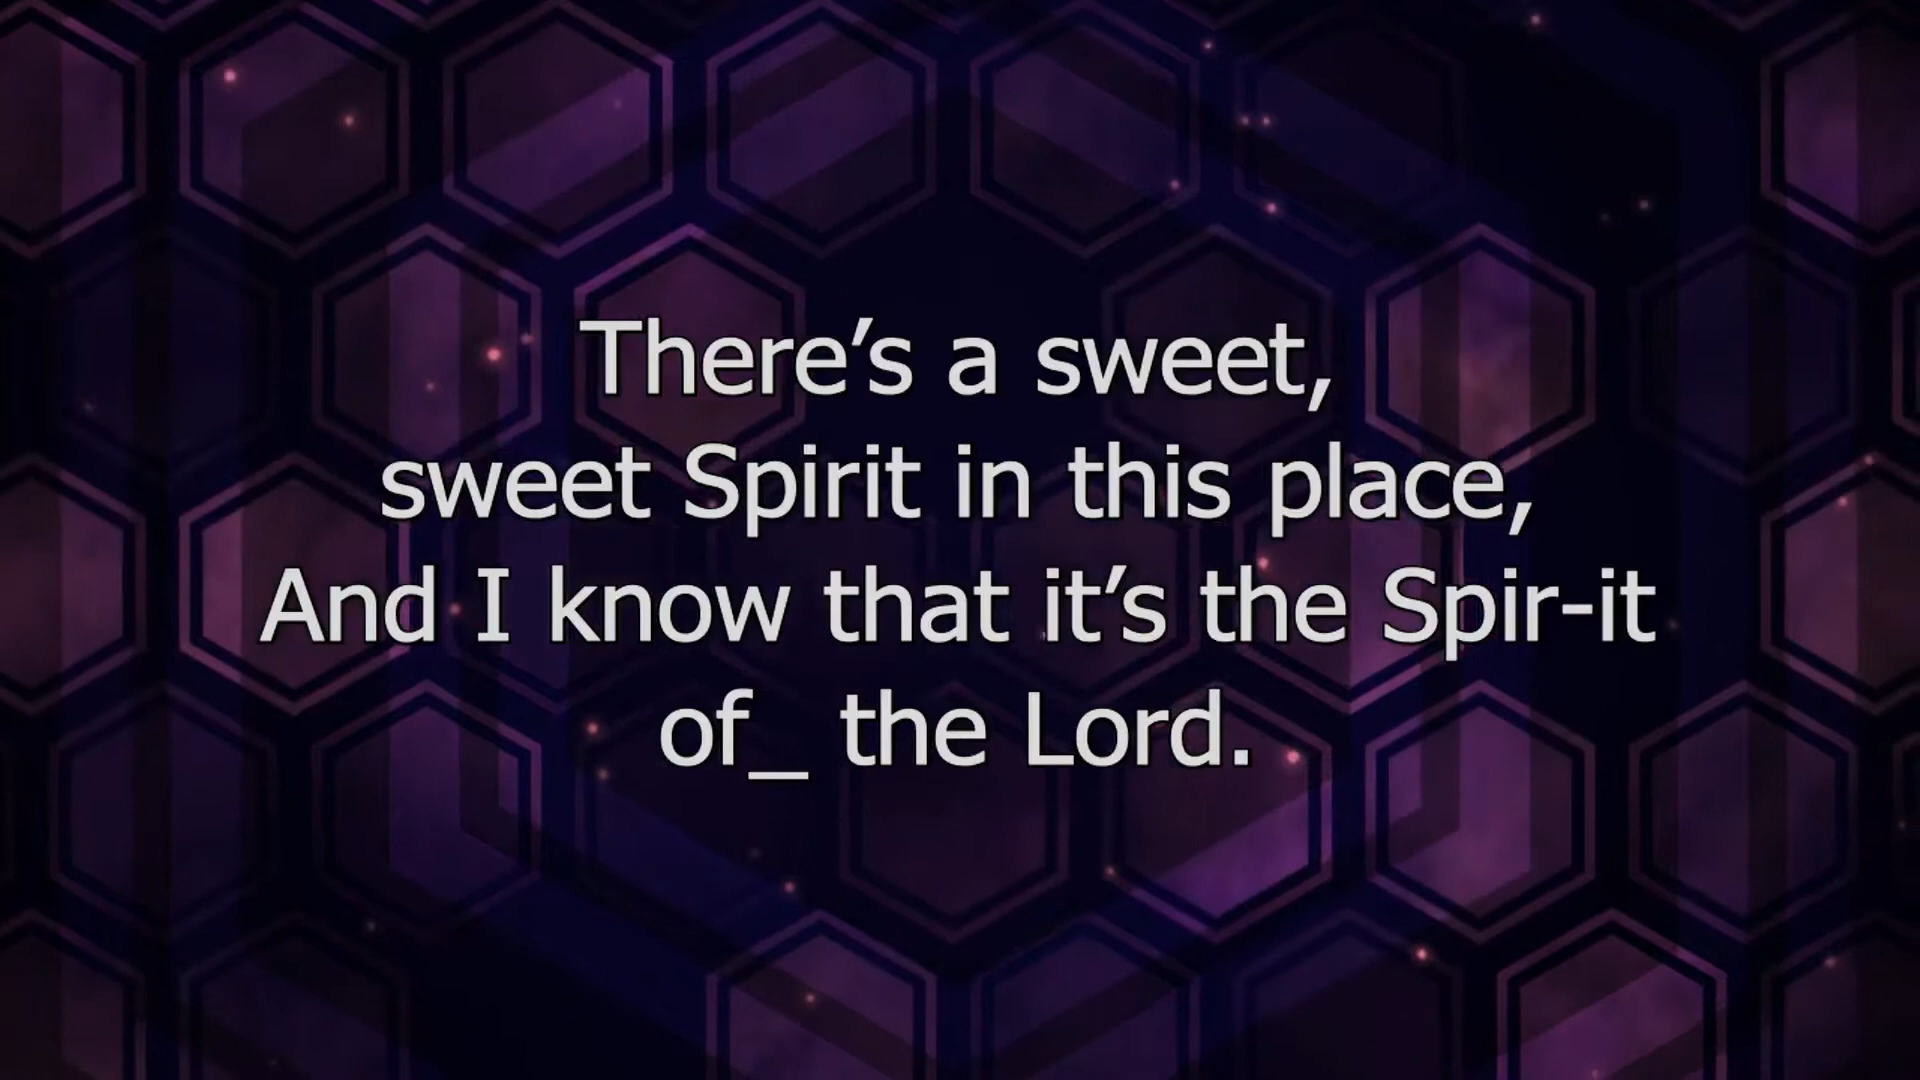 There’s a sweet,
sweet Spirit in this place,
And I know that it’s the Spir-it
of_ the Lord.